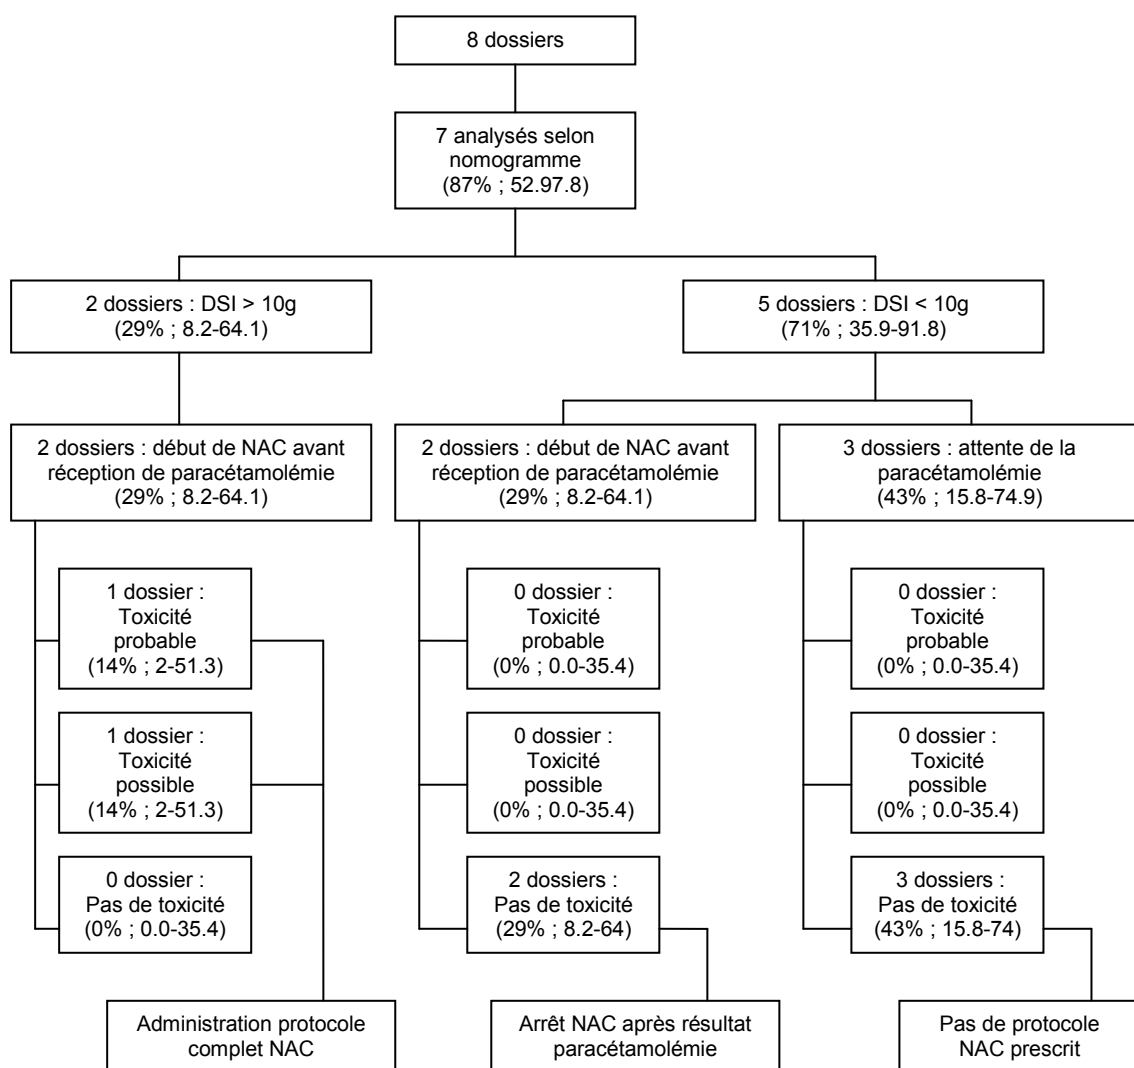 8 dossiers
7 analysés selon
nomogramme
(87% ; 52.97.8)
2 dossiers : DSI > 10g
(29% ; 8.2-64.1)
5 dossiers : DSI < 10g
(71% ; 35.9-91.8)
2 dossiers : début de NAC avant
réception de paracétamolémie
(29% ; 8.2-64.1)
2 dossiers : début de NAC avant
réception de paracétamolémie
(29% ; 8.2-64.1)
3 dossiers : attente de la
paracétamolémie
(43% ; 15.8-74.9)
1 dossier :
Toxicité
probable
(14% ; 2-51.3)
0 dossier :
Toxicité
probable
(0% ; 0.0-35.4)
0 dossier :
Toxicité
probable
(0% ; 0.0-35.4)
1 dossier :
Toxicité
possible
(14% ; 2-51.3)
0 dossier :
Toxicité
possible
(0% ; 0.0-35.4)
0 dossier :
Toxicité
possible
(0% ; 0.0-35.4)
0 dossier :
Pas de toxicité
(0% ; 0.0-35.4)
2 dossiers :
Pas de toxicité
(29% ; 8.2-64)
3 dossiers :
Pas de toxicité
(43% ; 15.8-74)
Administration protocole
complet NAC
Arrêt NAC après résultat
paracétamolémie
Pas de protocole
NAC prescrit